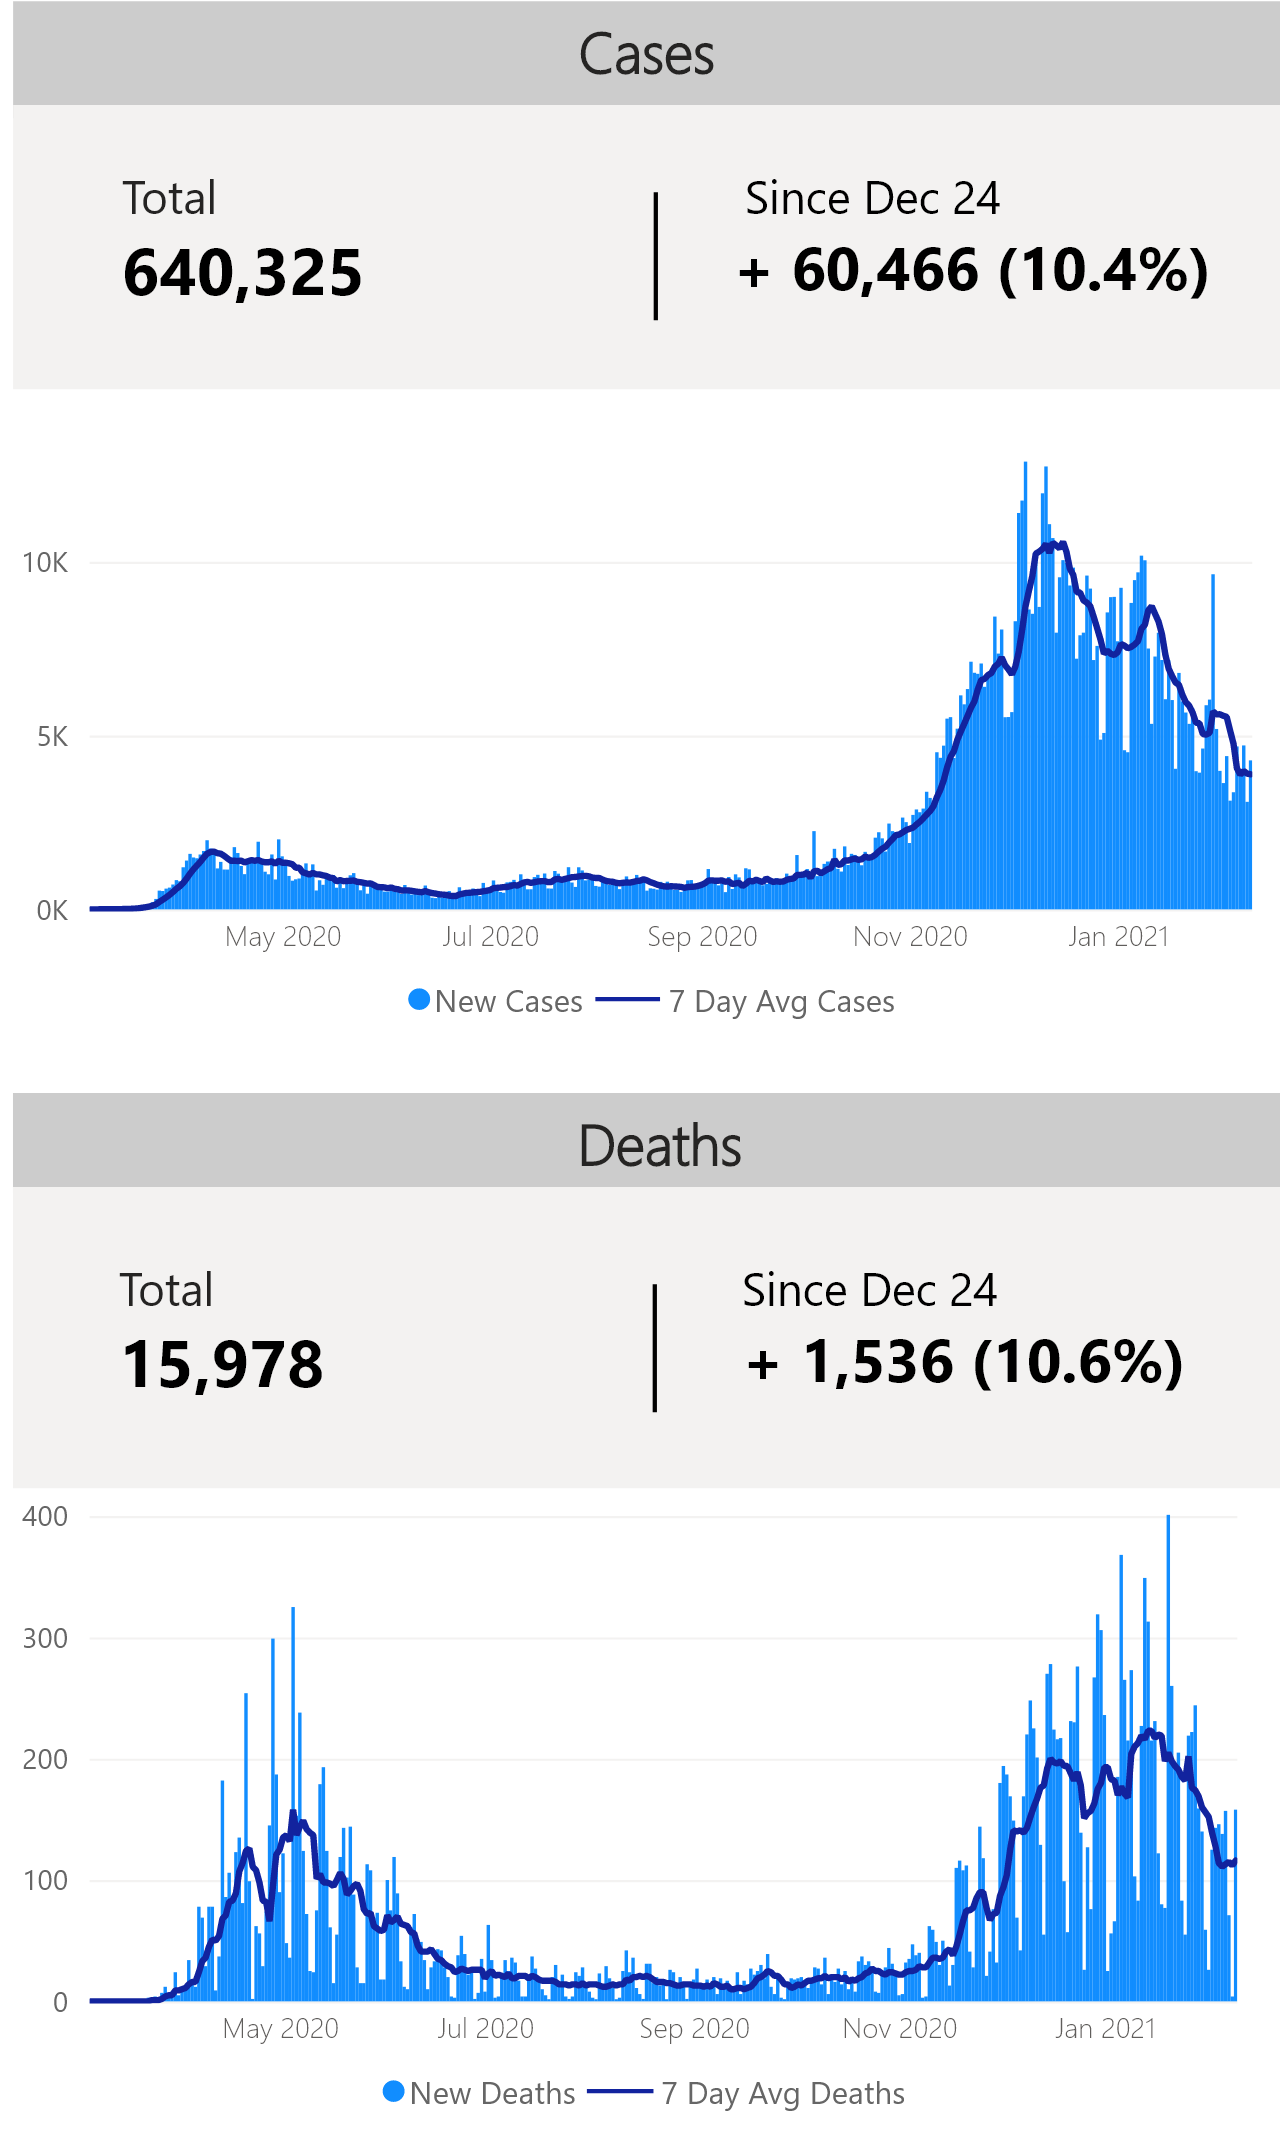 Cases
Total
640,325
Since Dec 24
+ 60,466 (10.4%)
10K
5K
0K
May 2020 Jul 2020 Sep 2020 Nov 2020 Jan 2021
New Cases 7 Day Avg Cases
Deaths
Total
15,978
Since Dec 24
+ 1,536 (10.6%)
400
300
200
100
0
May 2020 Jul 2020 Sep 2020 Nov 2020 Jan 2021
New Deaths 7 Day Avg Deaths